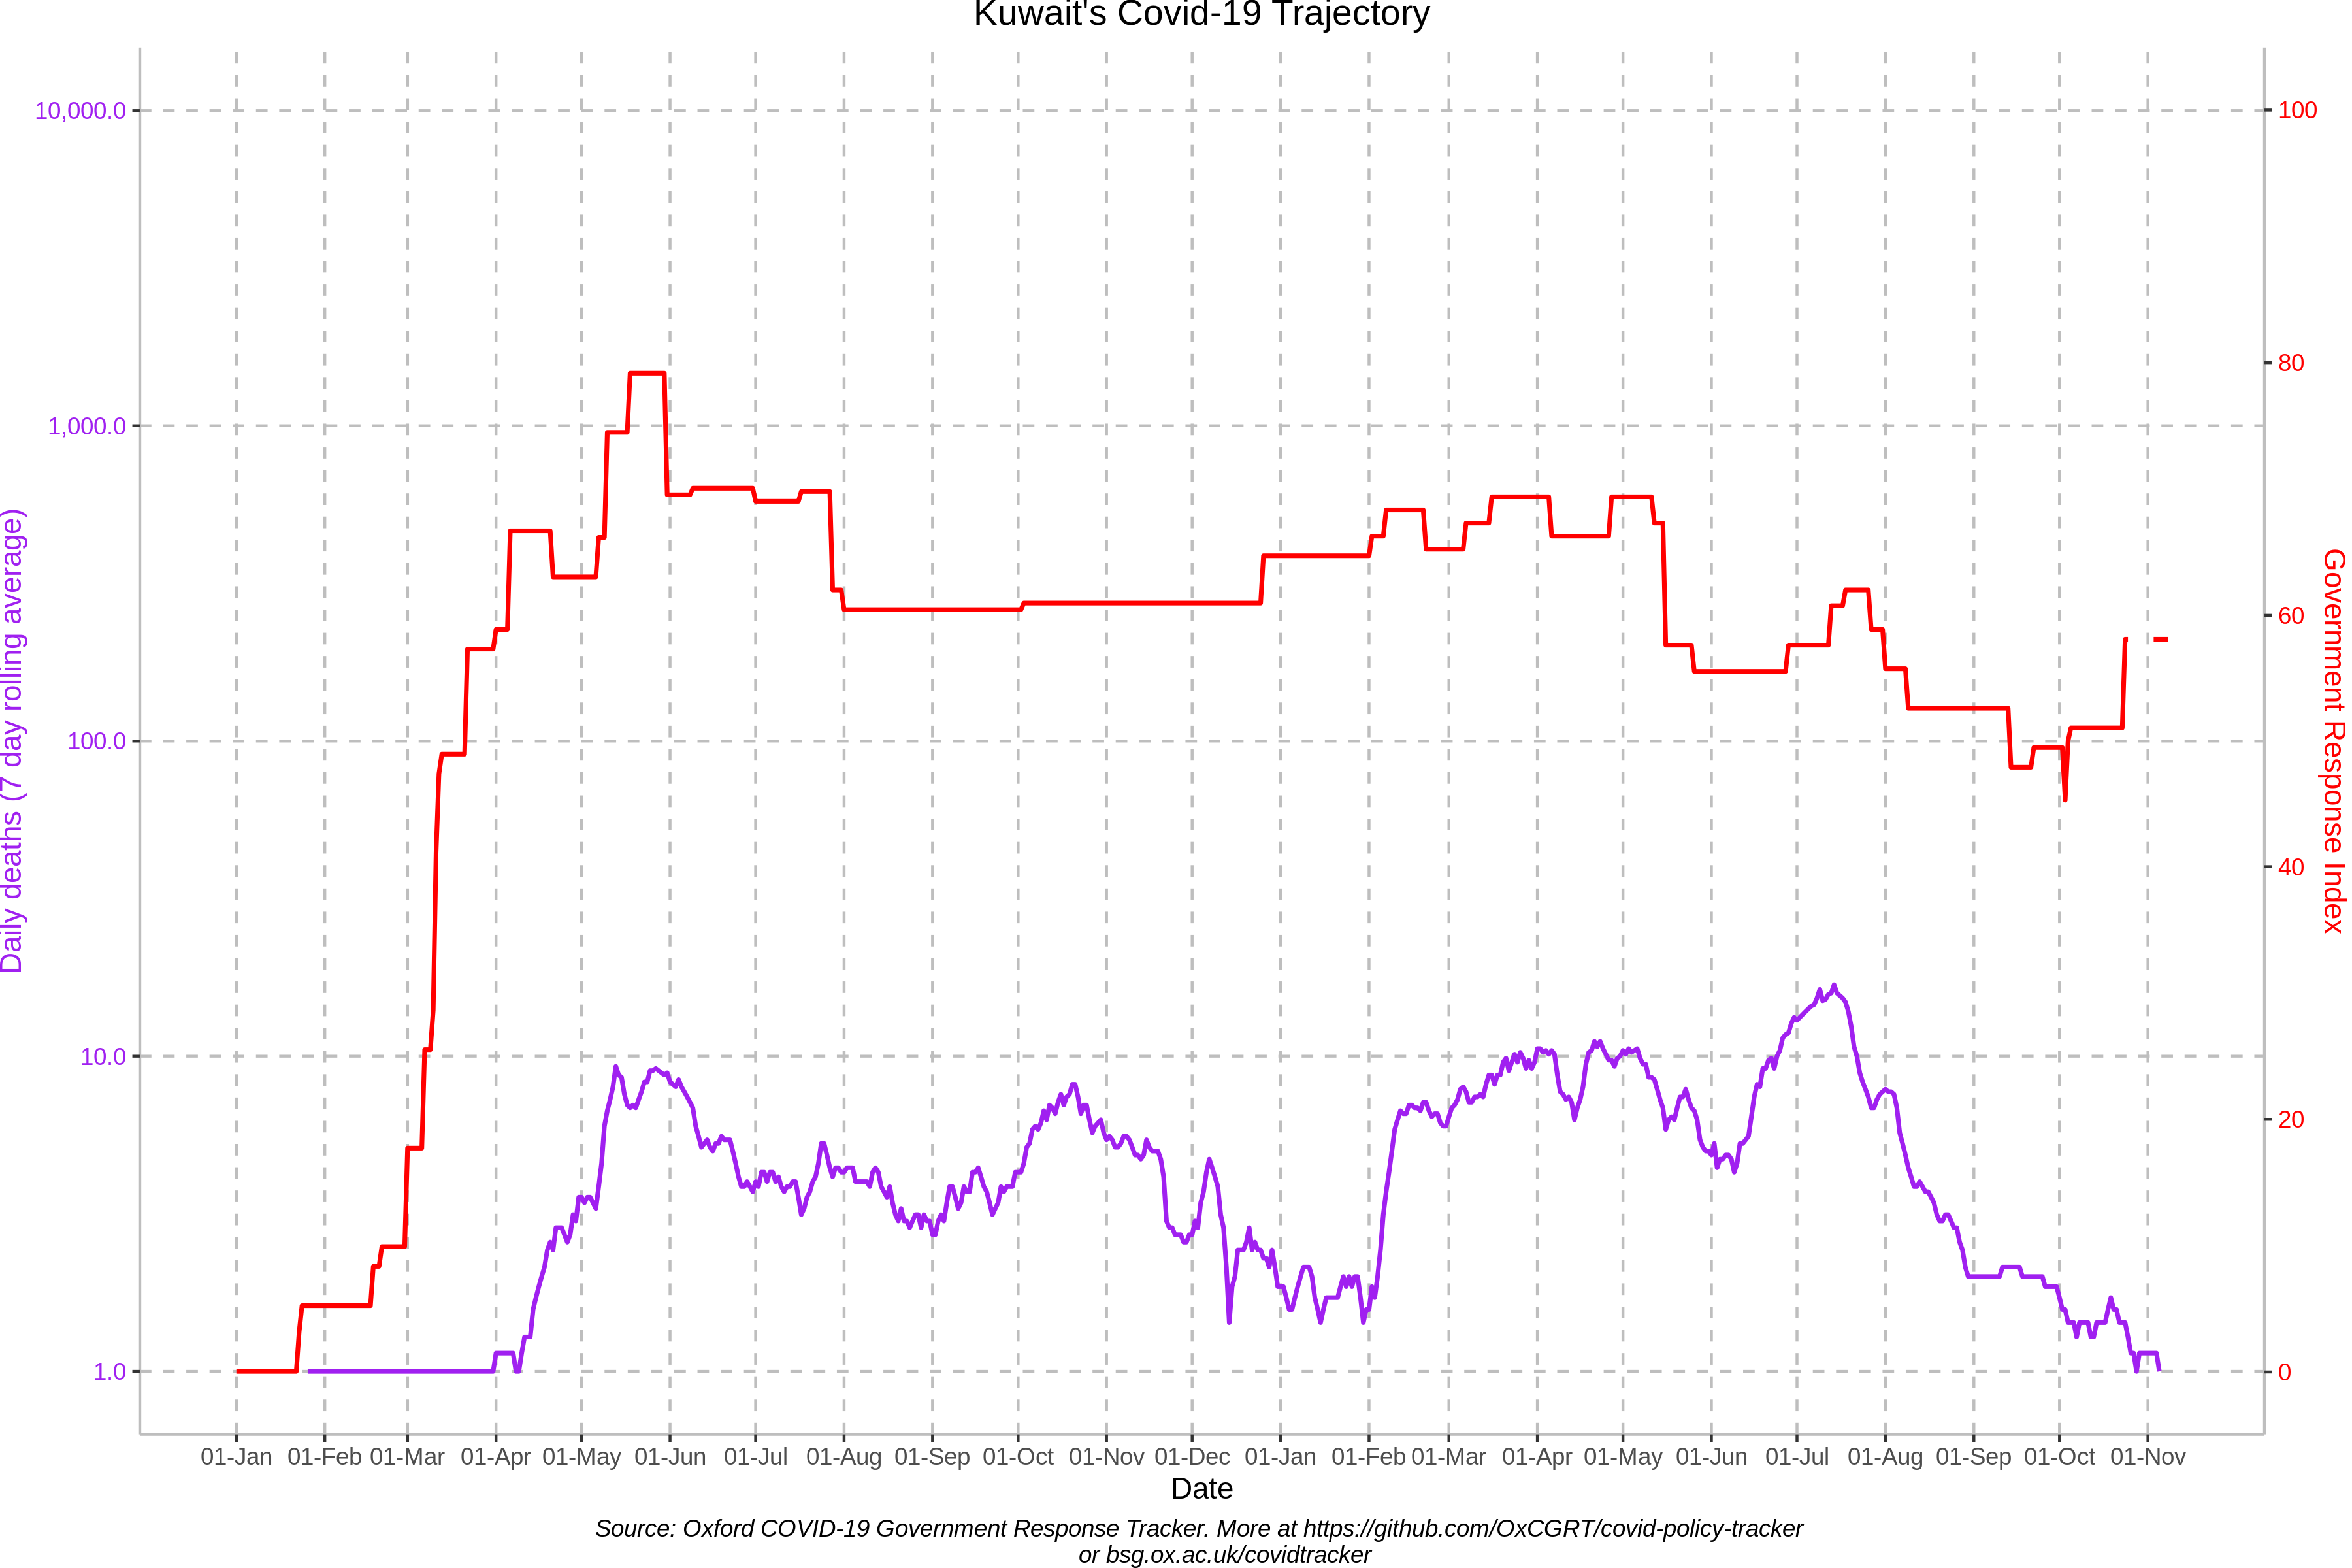 Kuwait's Covid-19 Trajectory
10,000.0
1,000.0
100.0
10.0
1.0
Daily deaths (7 day rolling average)
100
80
60
40
20
0
Government Response Index
01-Jan 01-Feb 01-Mar 01-Apr 01-May 01-Jun 01-Jul 01-Aug 01-Sep 01-Oct 01-Nov 01-Dec 01-Jan 01-Feb 01-Mar 01-Apr 01-May 01-Jun 01-Jul 01-Aug 01-Sep 01-Oct 01-Nov
Date
Source: Oxford COVID-19 Government Response Tracker. More at https://github.com/OxCGRT/covid-policy-tracker
or bsg.ox.ac.uk/covidtracker